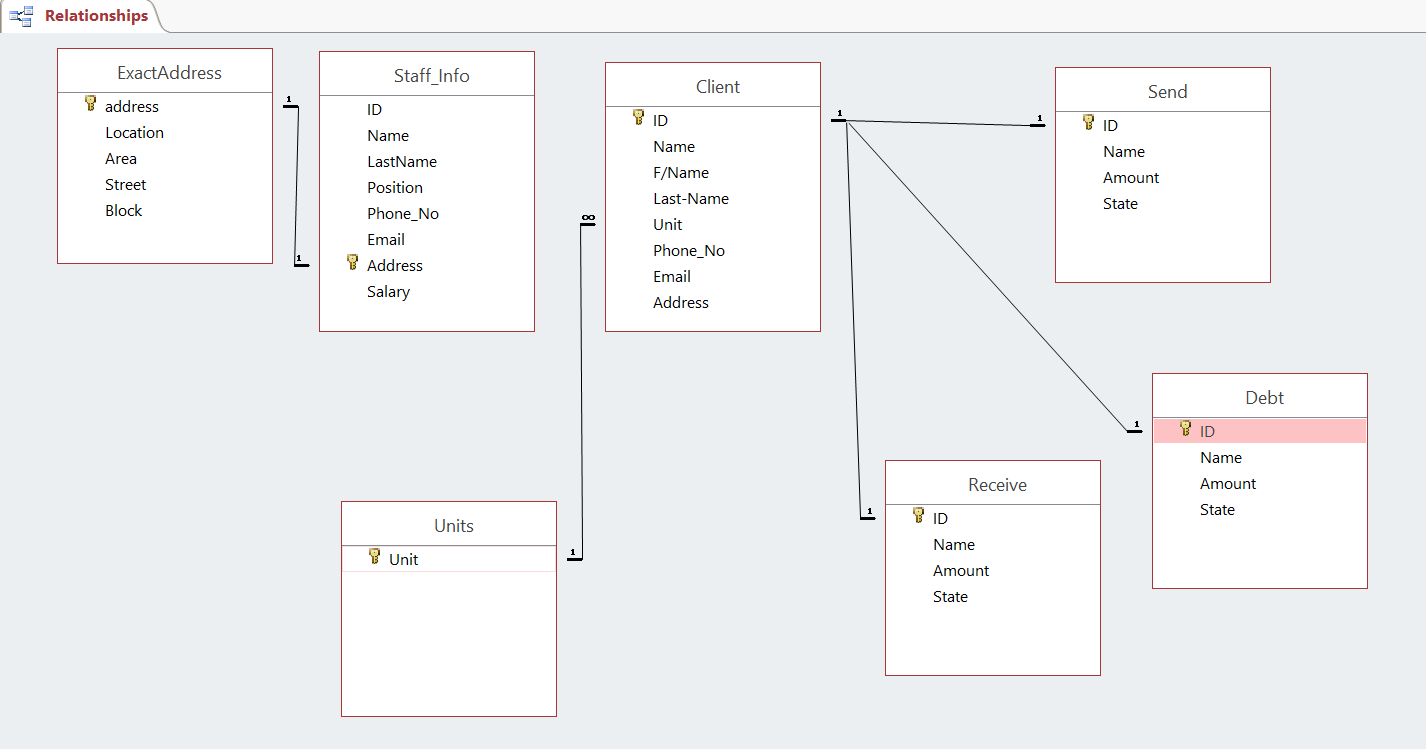 Relationships
ExactAddress
address
Location
Area
Street
Block
1
1
Staff_Info
ID
Name
LastName
Position
Phone_No
Email
Address
Salary
Client
ID
Name
F/Name
Last-Name
Unit
Phone_No
Email
Address
∞
1
1
Send
ID
Name
Amount
State
1
Debt
ID
Name
Amount
State
1
Receive
ID
Name
Amount
State
Units
Unit
1